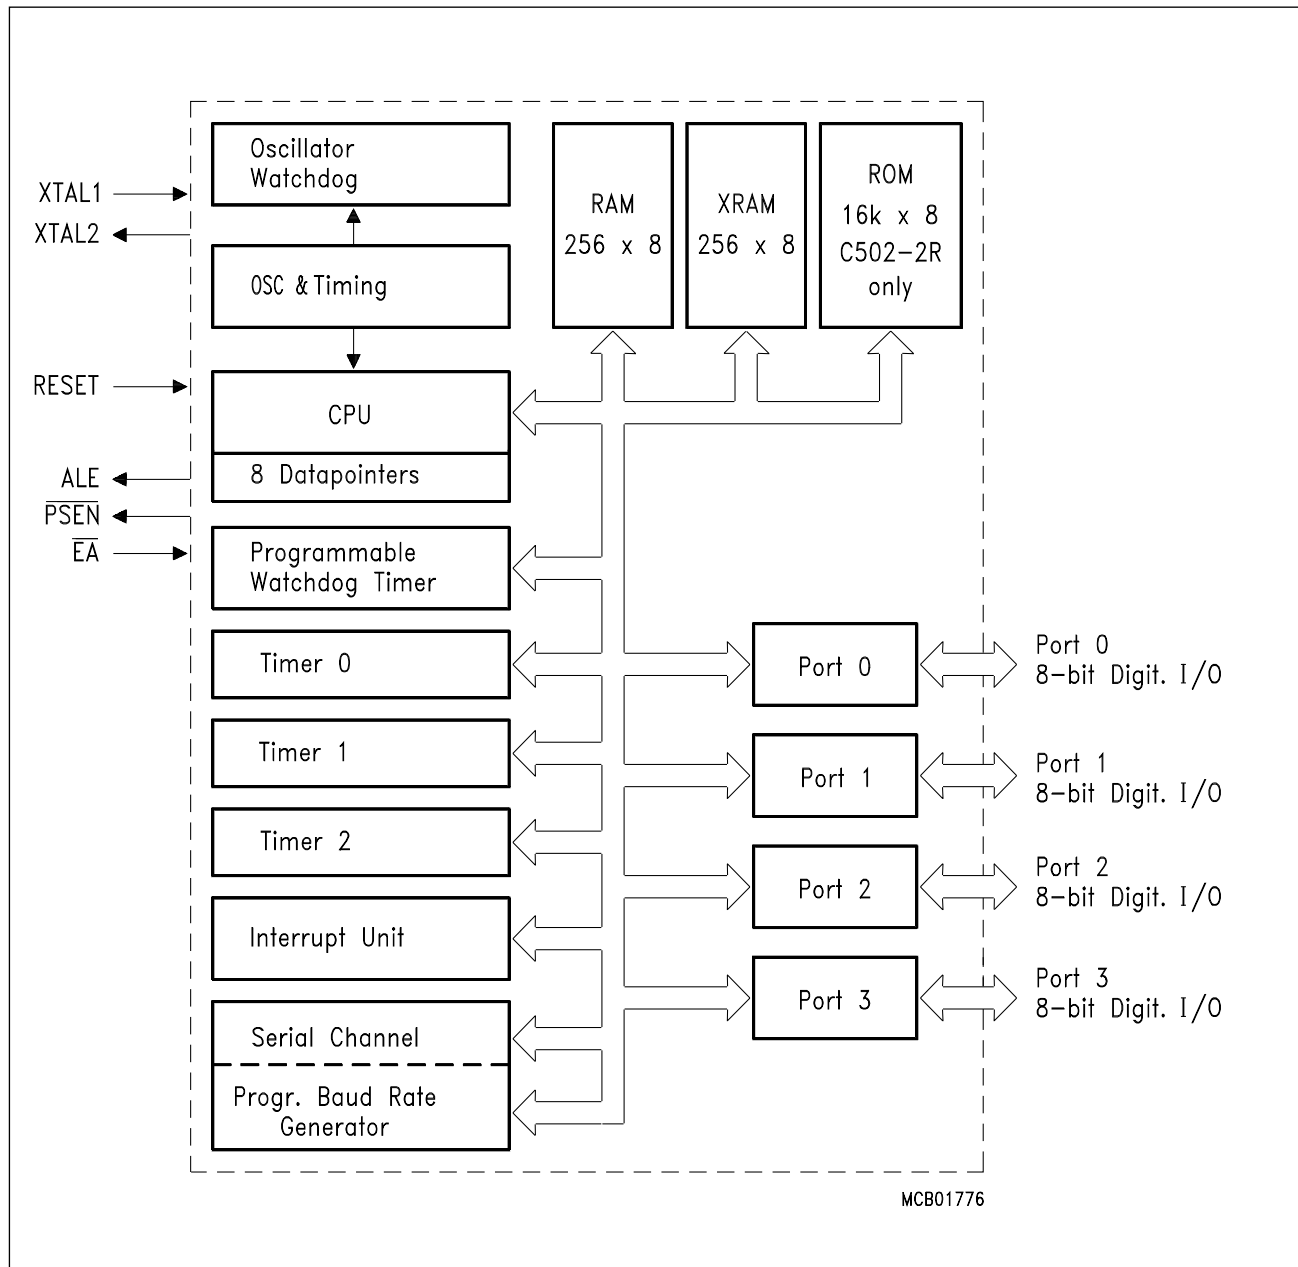 XTAL1
XTAL2
RESET
ALE
PSEN
EA
Oscillator
Watchdog
OSC & Timing
CPU
8 Datapointers
Programmable
Watchdog Timer
Timer 0
Timer 1
Timer 2
Interrupt Unit
Serial Channel
Progr. Baud Rate
Generator
RAM
256 x 8
XRAM
256 x 8
ROM
16k x 8
C502-2R
only
Port 0
Port 0
8-bit Digit. I/O
Port 1
Port 1
8-bit Digit. I/O
Port 2
Port 2
8-bit Digit. I/O
Port 3
Port 3
8-bit Digit. I/O
MCB01776